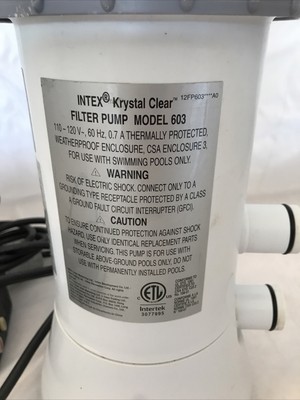 INTEX® Krystal Clear™ 12FP603
FILTER PUMP MODEL 603
110 – 120 V~, 60 Hz, 0.7 A THERMALLY PROTECTED,
WEATHERPROOF ENCLOSURE, CSA ENCLOSURE 3,
FOR USE WITH SWIMMING POOLS ONLY.
⚠ WARNING
RISK OF ELECTRIC SHOCK. CONNECT ONLY TO A
GROUNDING TYPE RECEPTACLE PROTECTED BY A CLASS
A GROUND FAULT CIRCUIT INTERRUPTER (GFCI).
⚠ CAUTION
TO ENSURE CONTINUED PROTECTION AGAINST SHOCK
HAZARD, USE ONLY IDENTICAL REPLACEMENT PARTS
WHEN SERVICING. THIS PUMP IS FOR USE WITH
STORABLE ABOVE-GROUND POOLS ONLY, DO NOT
USE WITH PERMANENTLY INSTALLED POOLS.
ETL
Intertek
3077895